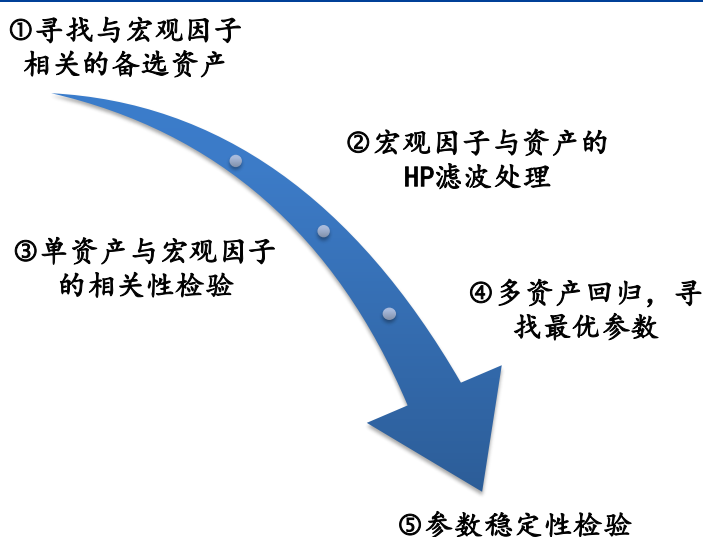 ①寻找与宏观因子
相关的备选资产
②宏观因子与资产的
HP滤波处理
③单资产与宏观因子
的相关性检验
④多资产回归，寻
找最优参数
⑤参数稳定性检验